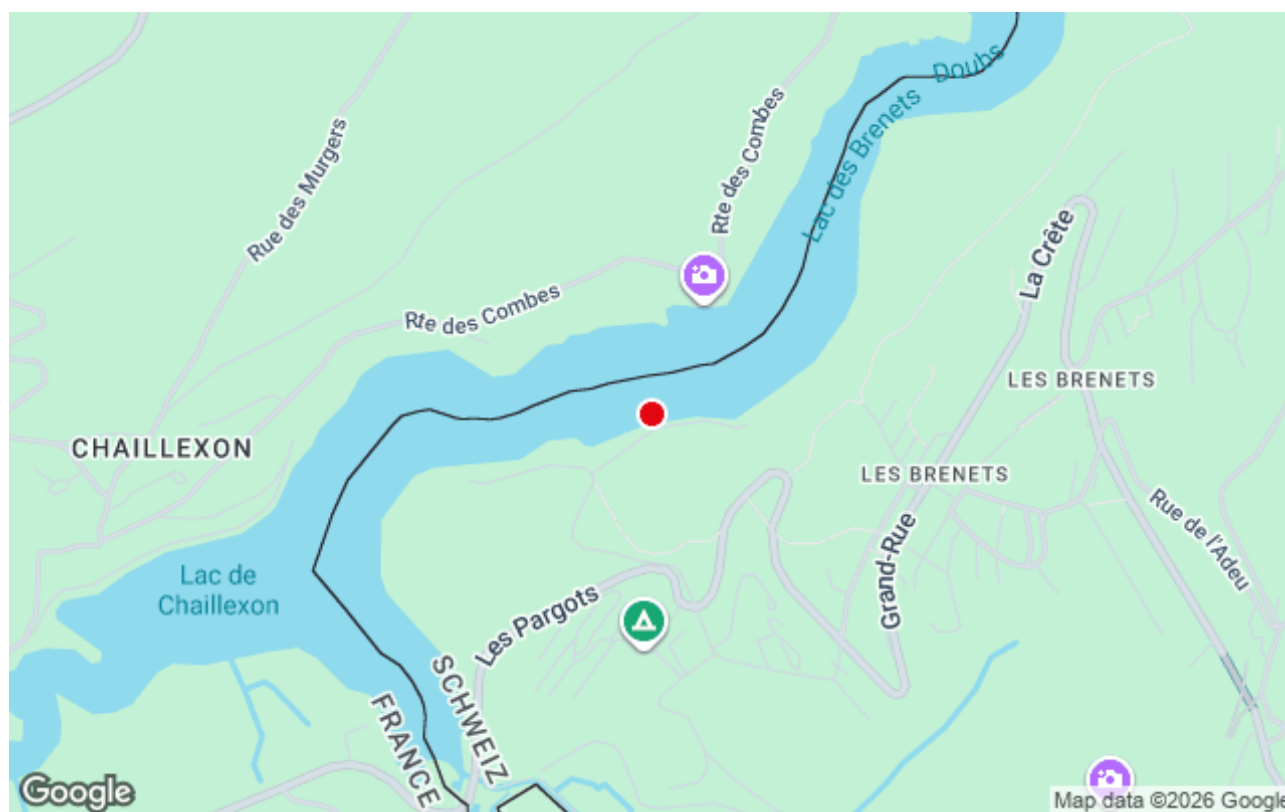 Doubs
Lac des Brenets
Rte des Combes
Rue des Murgers
La Crête
Rte des Combes
LES BRENETS
CHAILLEXON
LES BRENETS
Rue de l'Adeu
Grand-Rue
Lac de
Chaillexon
Les Pargots
SCHWEIZ
FRANCE
Google
Map data ©2026 Google